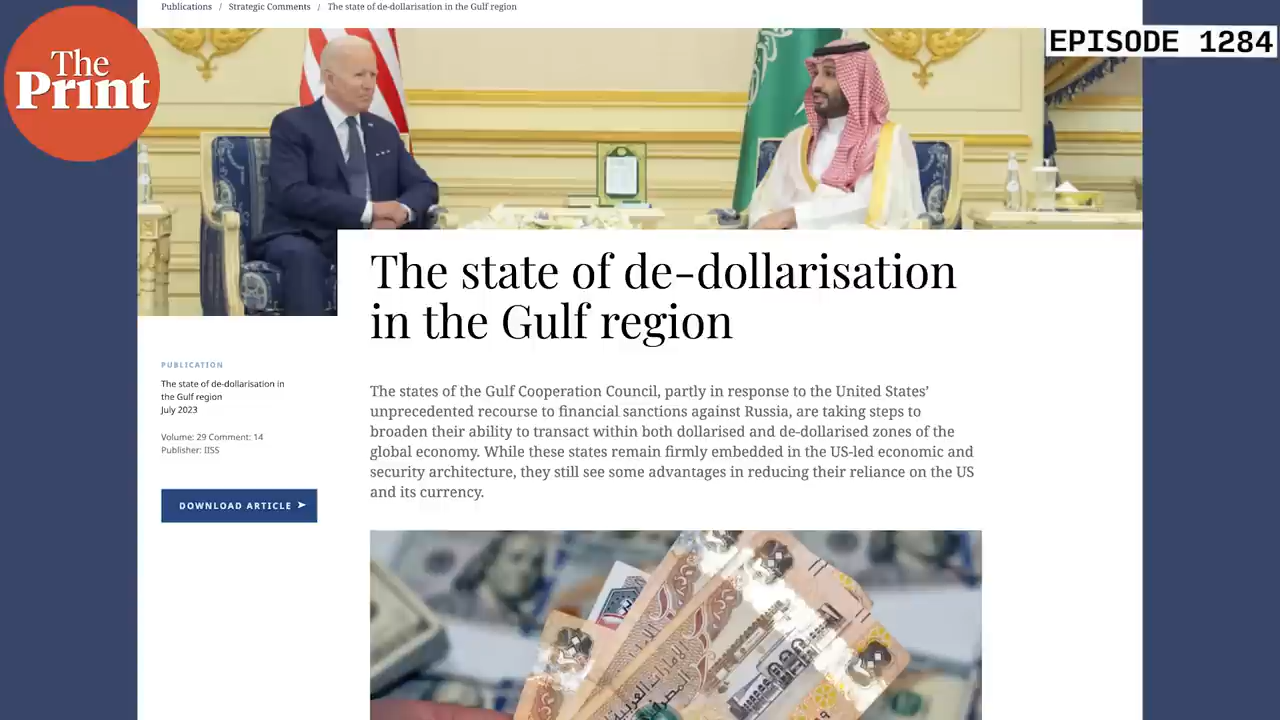 Publications / Strategic Comments / The state of de-dollarisation in the Gulf region
The Print
EPISODE 1284
The state of de-dollarisation
in the Gulf region
PUBLICATION
The state of de-dollarisation in
the Gulf region
July 2023
Volume: 29 Comment: 14
Publisher: IISS
DOWNLOAD ARTICLE
The states of the Gulf Cooperation Council, partly in response to the United States’
unprecedented recourse to financial sanctions against Russia, are taking steps to
broaden their ability to transact within both dollarised and de-dollarised zones of the
global economy. While these states remain firmly embedded in the US-led economic and
security architecture, they still see some advantages in reducing their reliance on the US
and its currency.